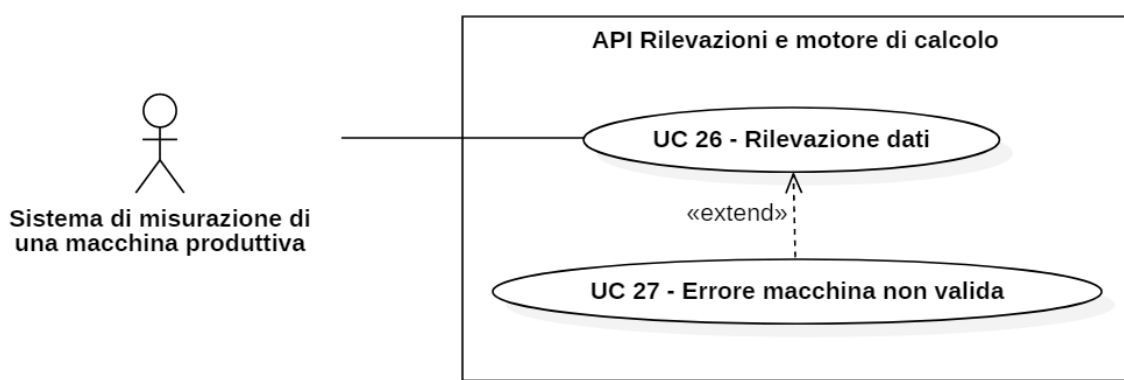 API Rilevazioni e motore di calcolo
UC 26 - Rilevazione dati
Sistema di misurazione di
una macchina produttiva
«extend»
UC 27 - Errore macchina non valida